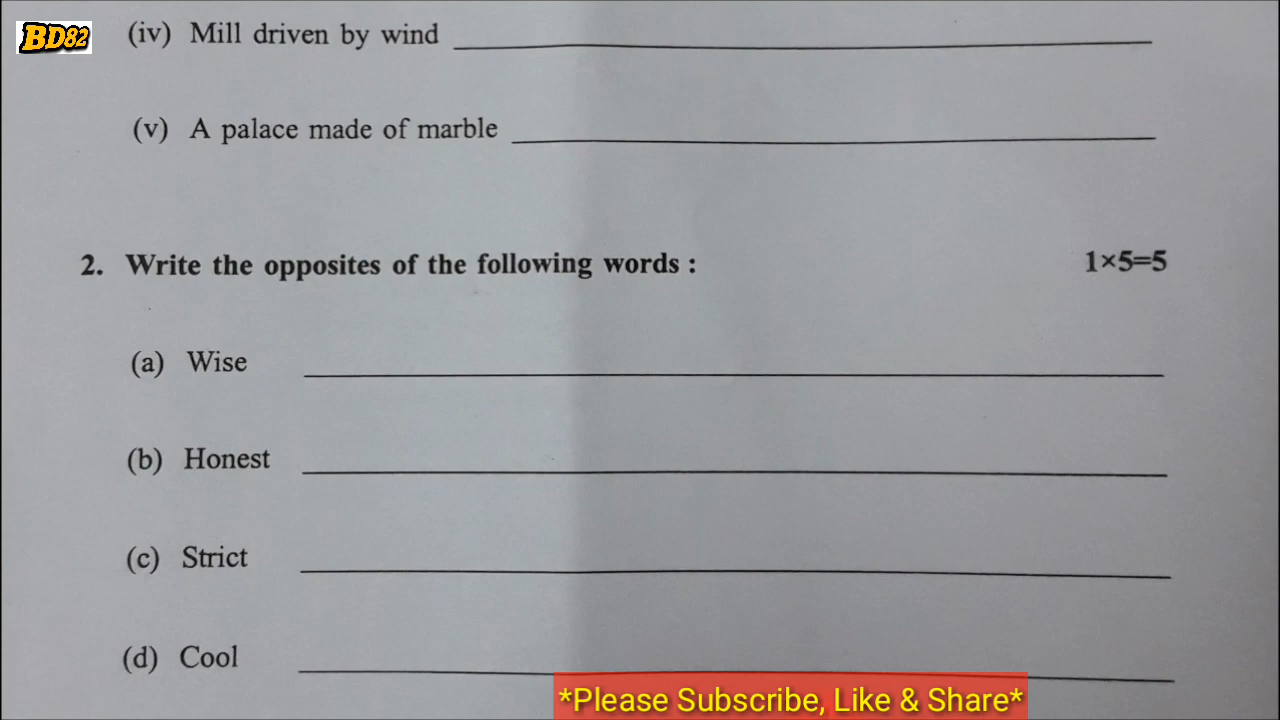 BD82
(iv) Mill driven by wind
(v) A palace made of marble
2. Write the opposites of the following words : 1×5=5
(a) Wise
(b) Honest
(c) Strict
(d) Cool
*Please Subscribe, Like & Share*